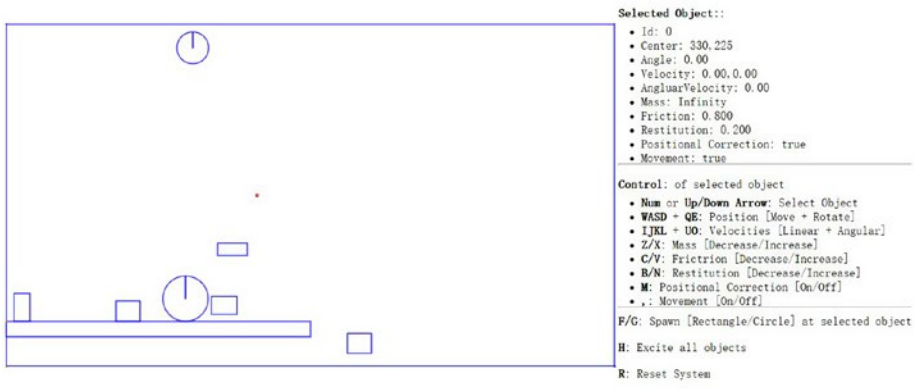 Selected Object::
• Id: 0
• Center: 330,225
• Angle: 0.00
• Velocity: 0.00,0.00
• AngluarVelocity: 0.00
• Mass: Infinity
• Friction: 0.800
• Restitution: 0.200
• Positional Correction: true
• Movement: true
Control: of selected object
• Num or Up/Down Arrow: Select Object
• WASD + QE: Position [Move + Rotate]
• IJKL + UO: Velocities [Linear + Angular]
• Z/X: Mass [Decrease/Increase]
• C/V: Frictrion [Decrease/Increase]
• B/N: Restitution [Decrease/Increase]
• M: Positional Correction [On/Off]
• ,: Movement [On/Off]
F/G: Spawn [Rectangle/Circle] at selected object
H: Excite all objects
R: Reset System